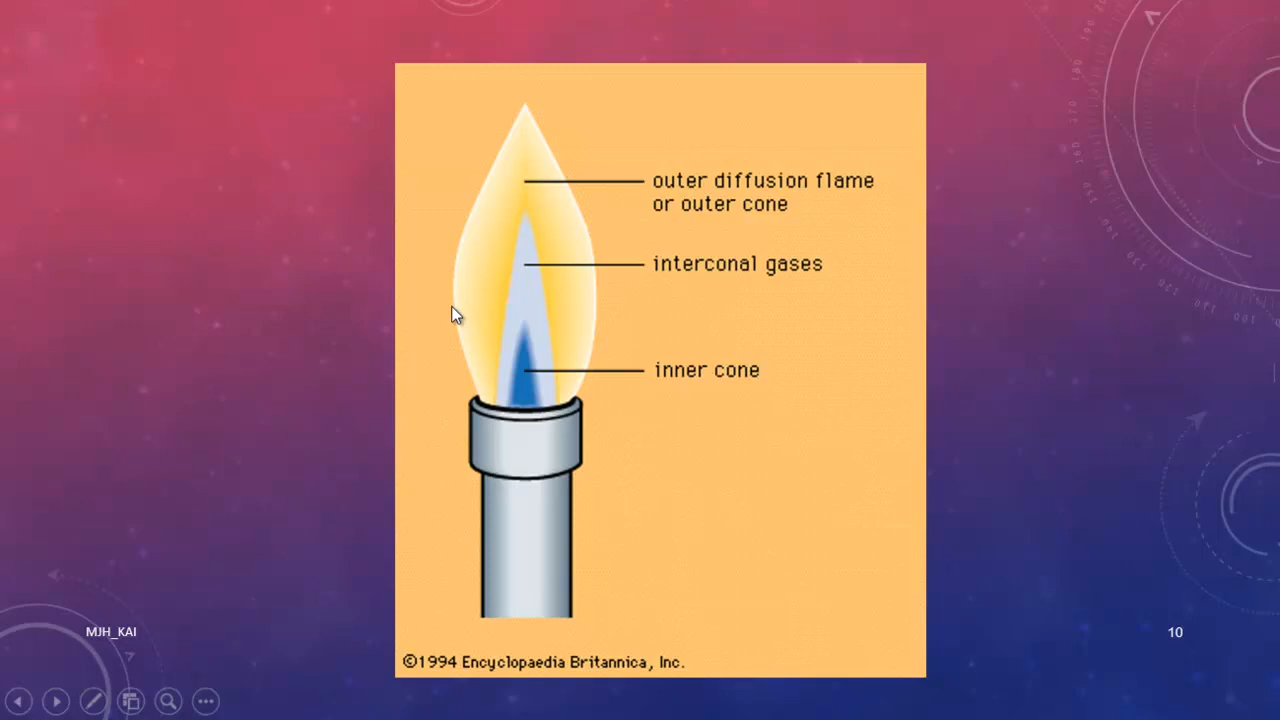 outer diffusion flame
or outer cone
interconal gases
inner cone
MJH_KAI
10
©1994 Encyclopaedia Britannica, Inc.